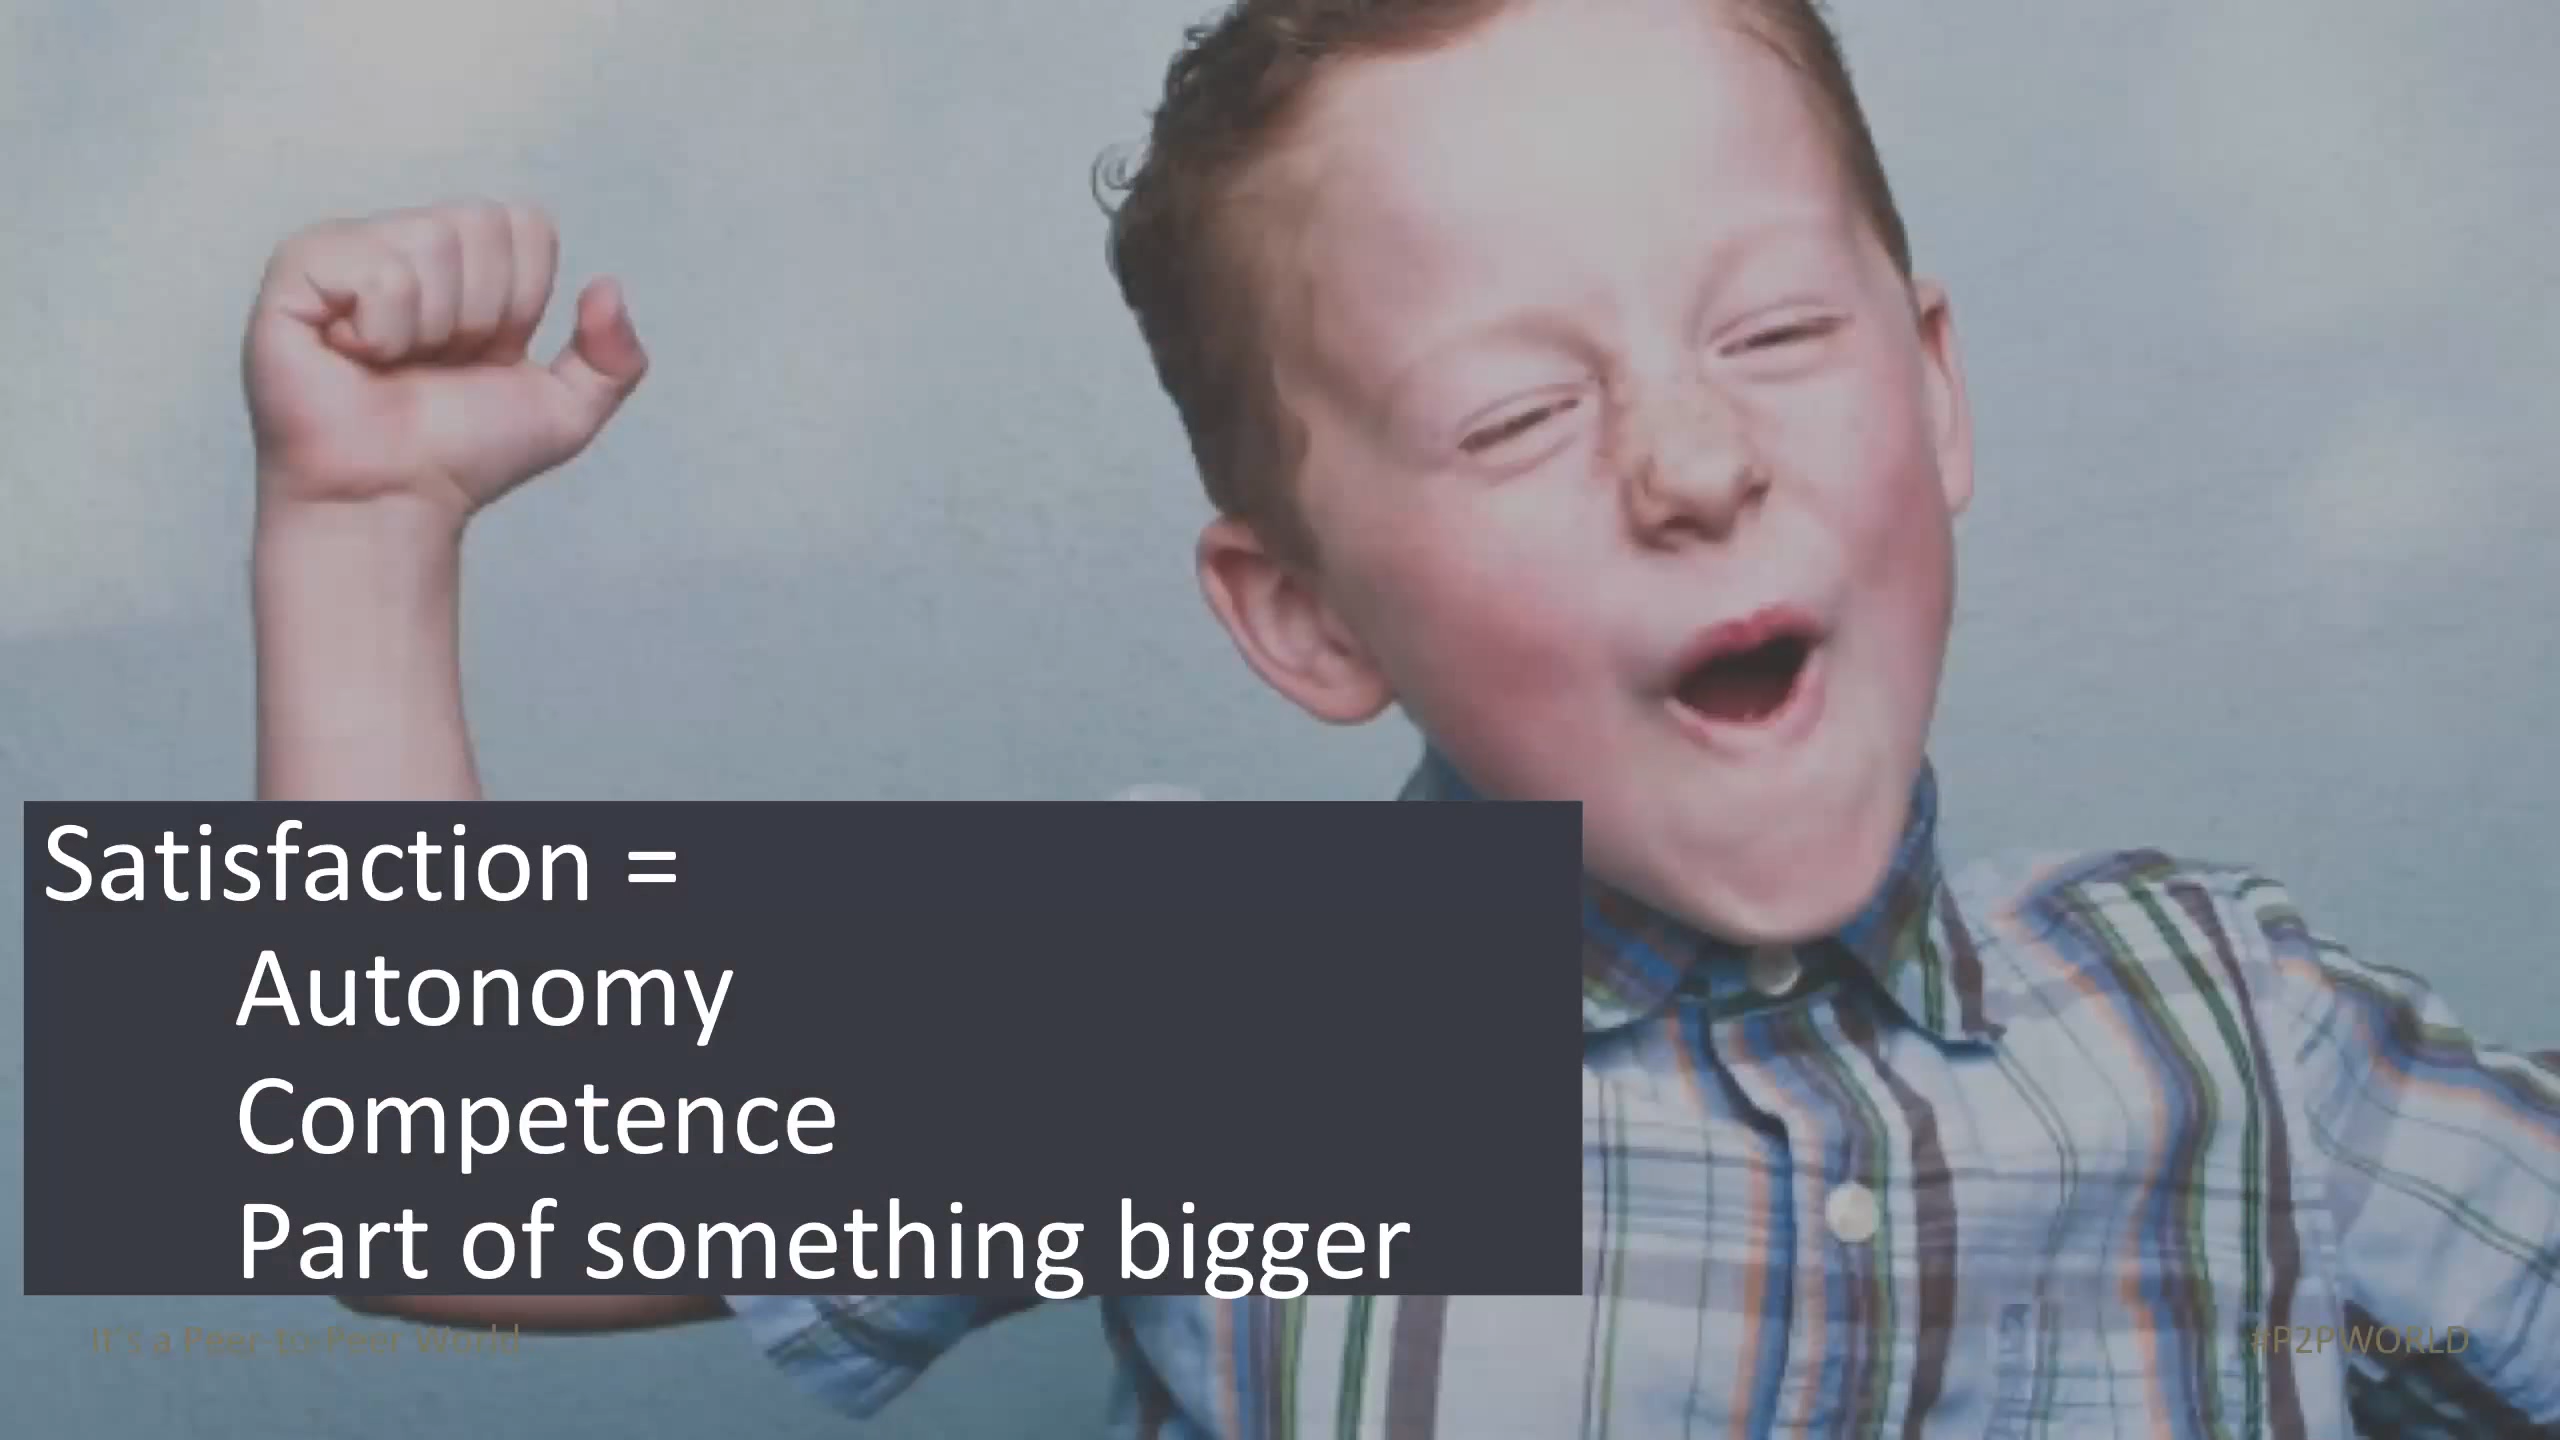 Satisfaction =
Autonomy
Competence
Part of something bigger
It's a Peer-to-Peer World
#P2PWORLD